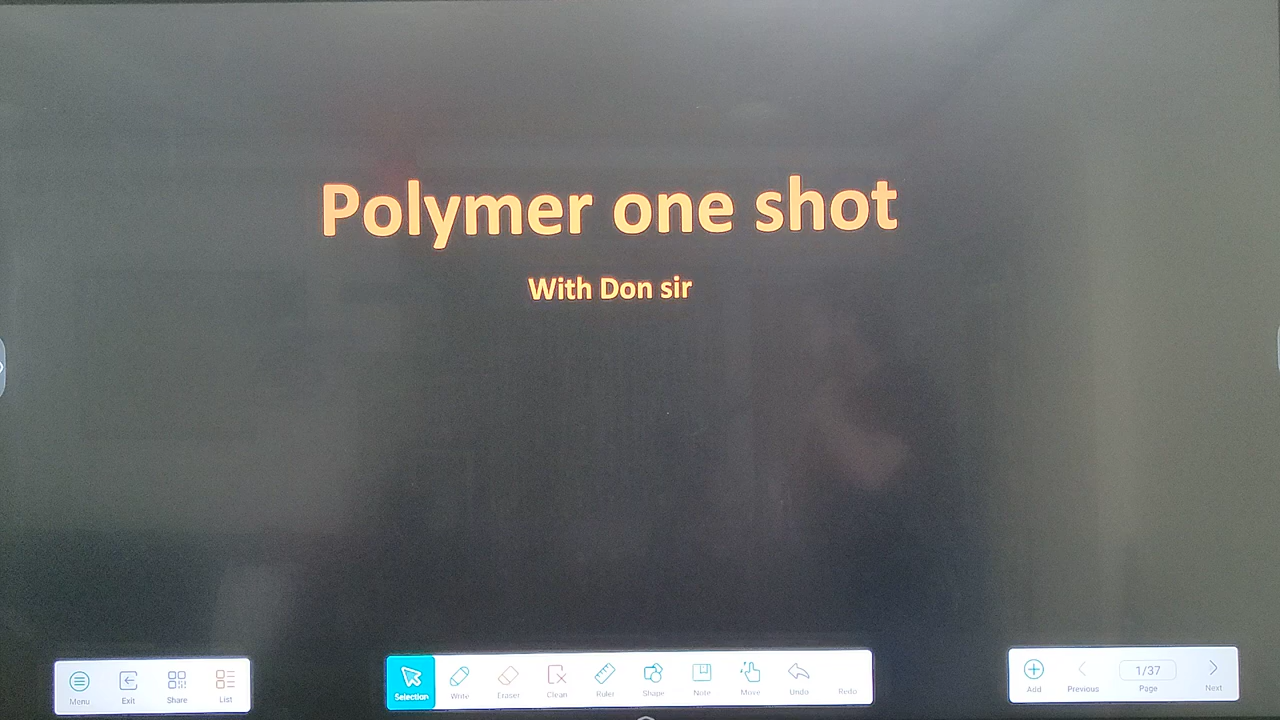 Polymer one shot
With Don sir
Menu
Exit
Share
List
Selection
Write
Eraser
Clean
Ruler
Shape
Note
Move
Undo
Redo
Add
Previous
1/37
Page
Next